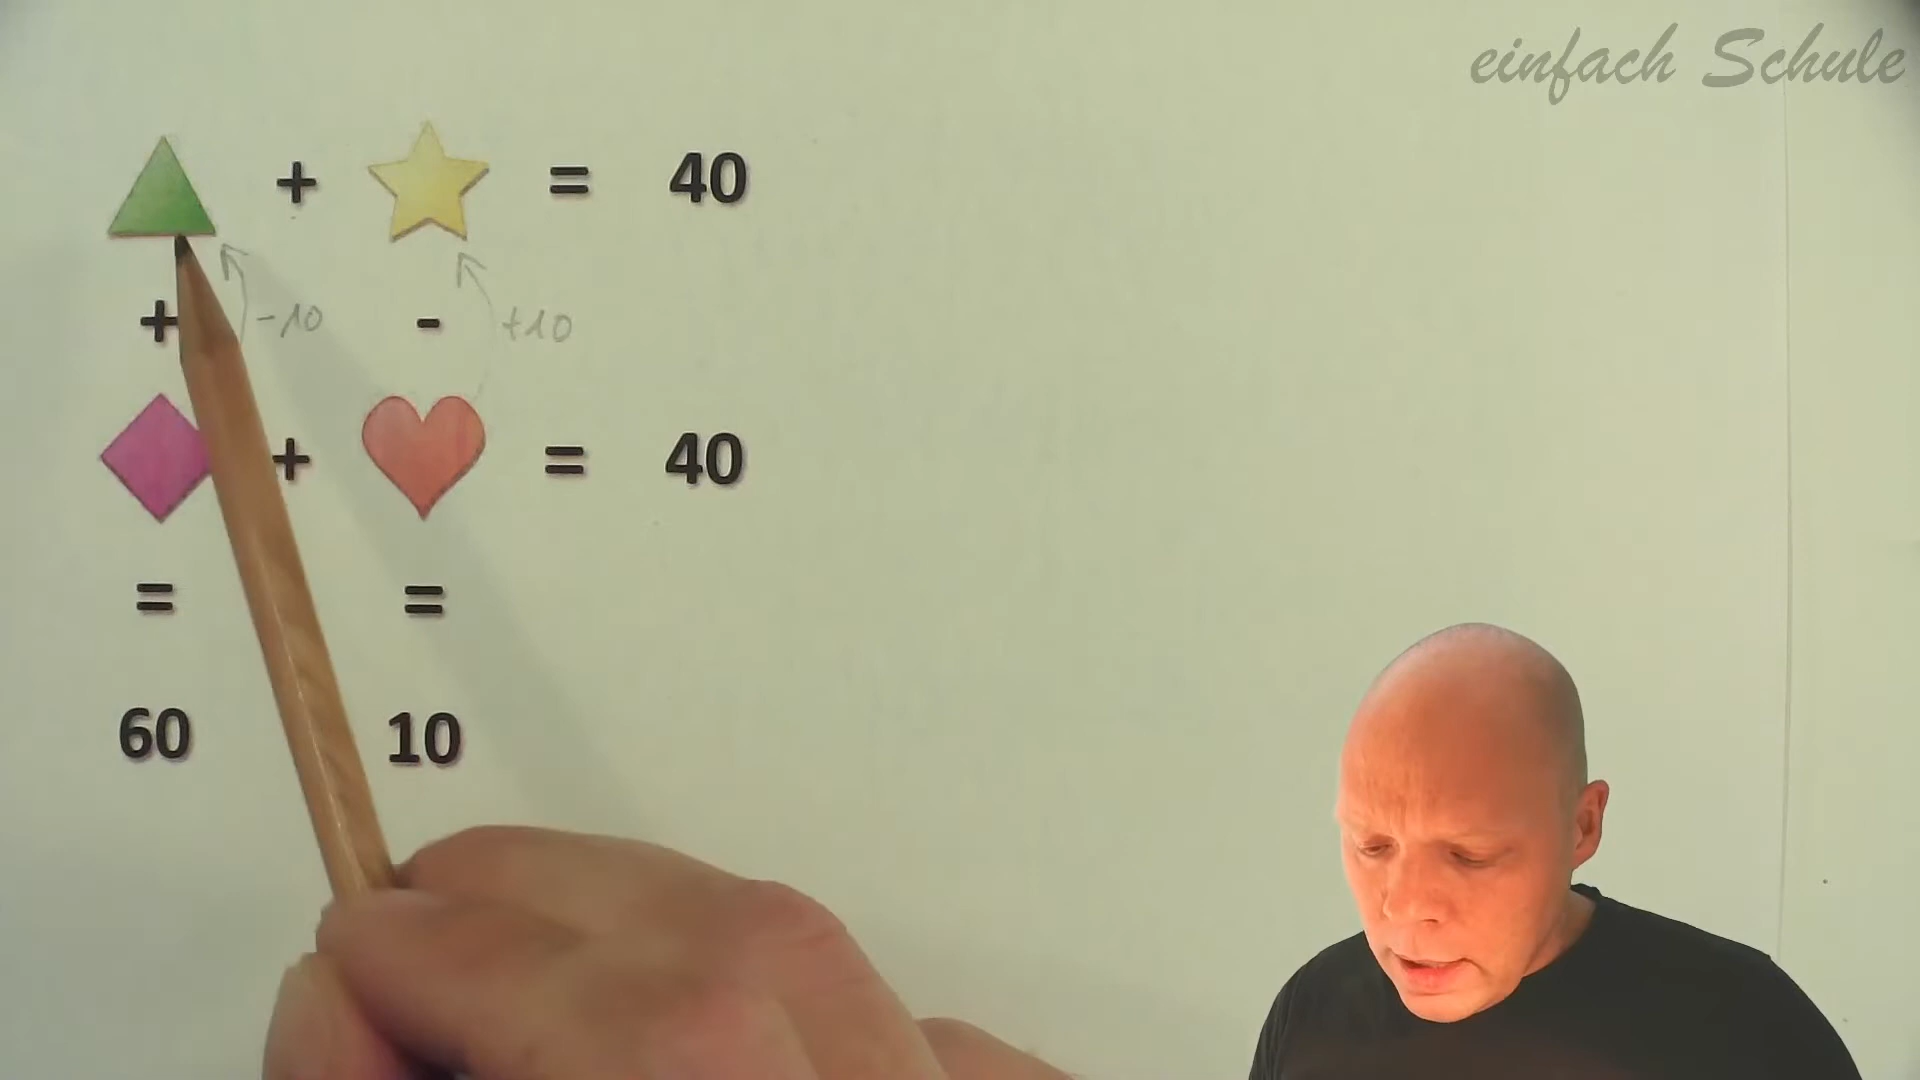 einfach Schule
+ = 40
+ -10 - +10
+ = 40
= =
60 10